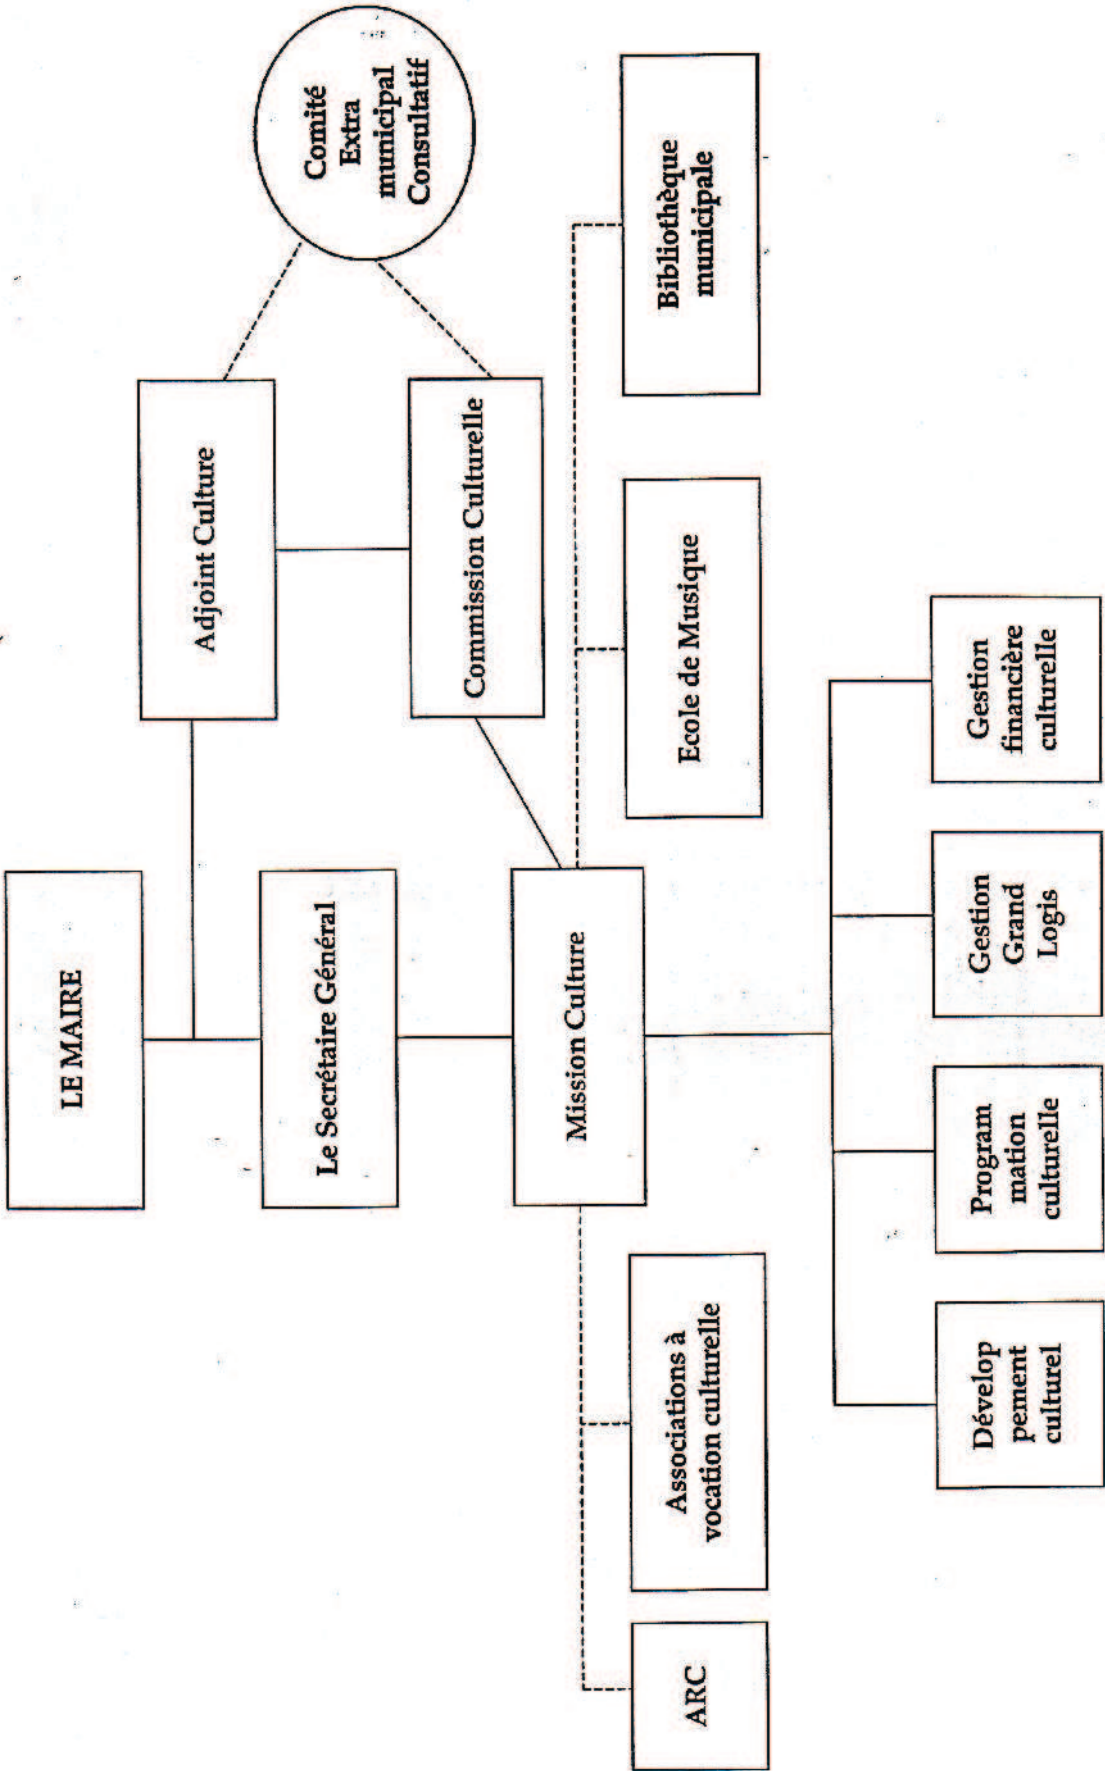 LE MAIRE
Le Secrétaire Général
Adjoint Culture
Comité
Extra
municipal
Consultatif
Commission Culturelle
Mission Culture
ARC
Associations à
vocation culturelle
Ecole de Musique
Bibliothèque
municipale
Dévelop
pement
culturel
Program
mation
culturelle
Gestion
Grand
Logis
Gestion
financière
culturelle